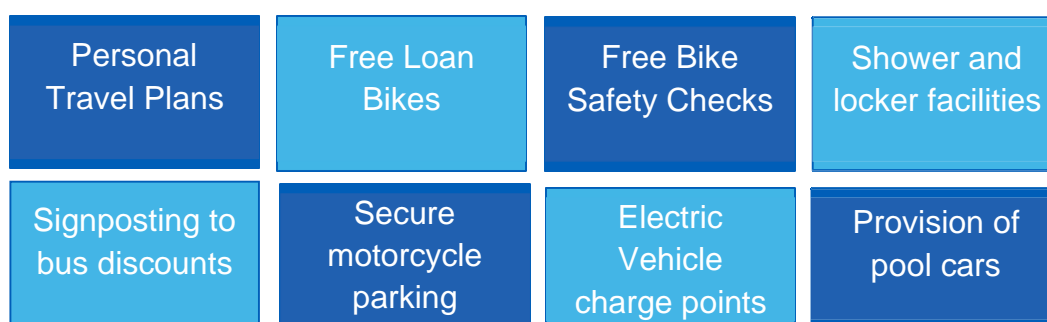 Personal
Travel Plans
Free Loan
Bikes
Free Bike
Safety Checks
Shower and
locker facilities
Signposting to
bus discounts
Secure
motorcycle
parking
Electric
Vehicle
charge points
Provision of
pool cars